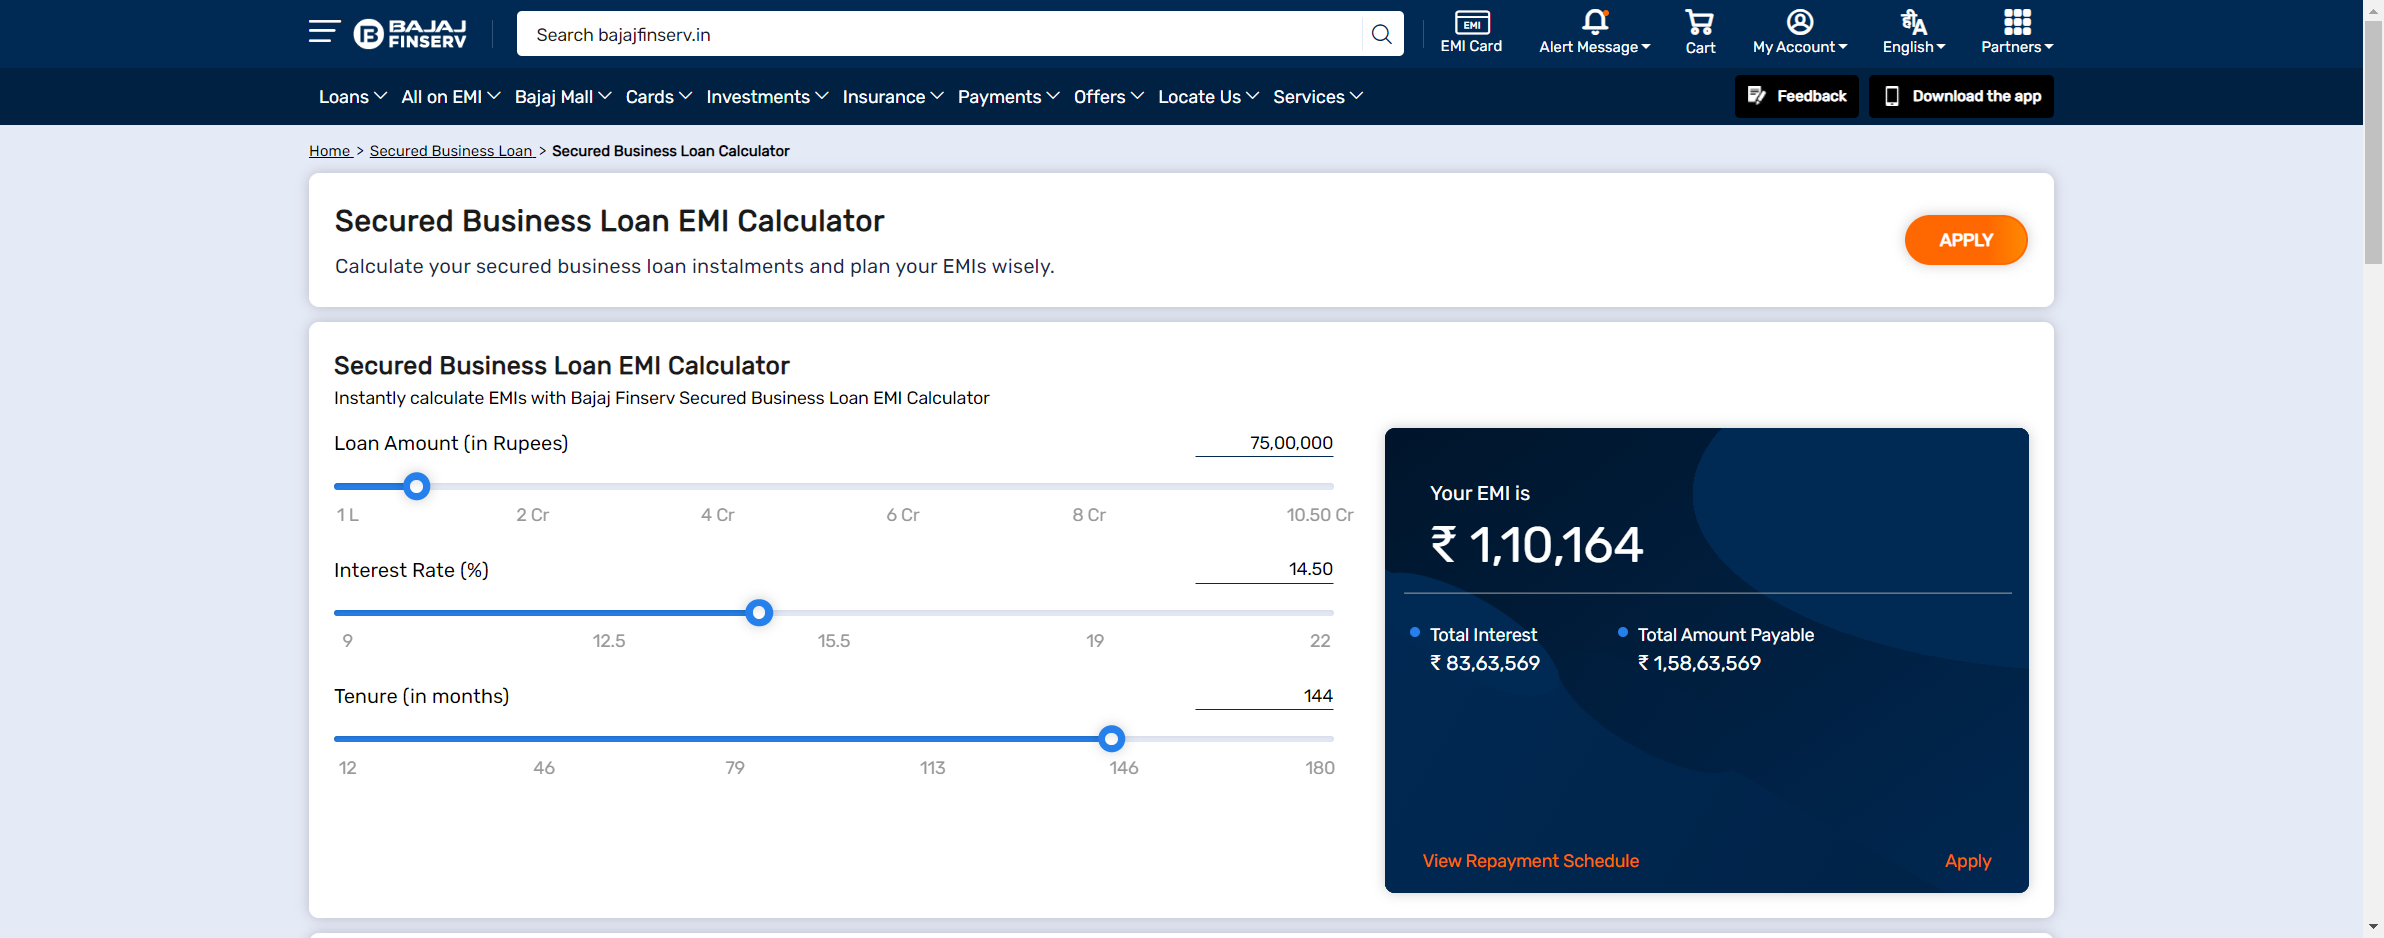 BAJAJ
FINSERV
Search bajajfinserv.in
EMI
EMI Card
Alert Message
Cart
My Account
ही A
English
Partners
Loans All on EMI Bajaj Mall Cards Investments Insurance Payments Offers Locate Us Services
Feedback
Download the app
Home > Secured Business Loan > Secured Business Loan Calculator
Secured Business Loan EMI Calculator
Calculate your secured business loan instalments and plan your EMIs wisely.
APPLY
Secured Business Loan EMI Calculator
Instantly calculate EMIs with Bajaj Finserv Secured Business Loan EMI Calculator
Loan Amount (in Rupees) 75,00,000
1 L 2 Cr 4 Cr 6 Cr 8 Cr 10.50 Cr
Interest Rate (%) 14.50
9 12.5 15.5 19 22
Tenure (in months) 144
12 46 79 113 146 180
Your EMI is
₹ 1,10,164
Total Interest
₹ 83,63,569
Total Amount Payable
₹ 1,58,63,569
View Repayment Schedule
Apply